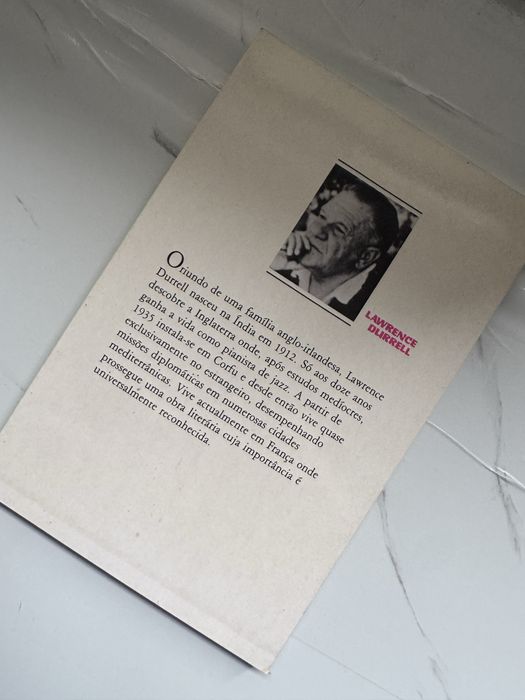 LAWRENCE
DURRELL
Oriundo de uma família anglo-irlandesa, Lawrence
Durrell nasceu na Índia em 1912. Só aos doze anos
descobre a Inglaterra onde, após estudos medíocres,
ganha a vida como pianista de jazz. A partir de
1935 instala-se em Corfu e desde então vive quase
exclusivamente no estrangeiro, desempenhando
missões diplomáticas em numerosas cidades
mediterrânicas. Vive actualmente em França onde
prossegue uma obra literária cuja importância é
universalmente reconhecida.